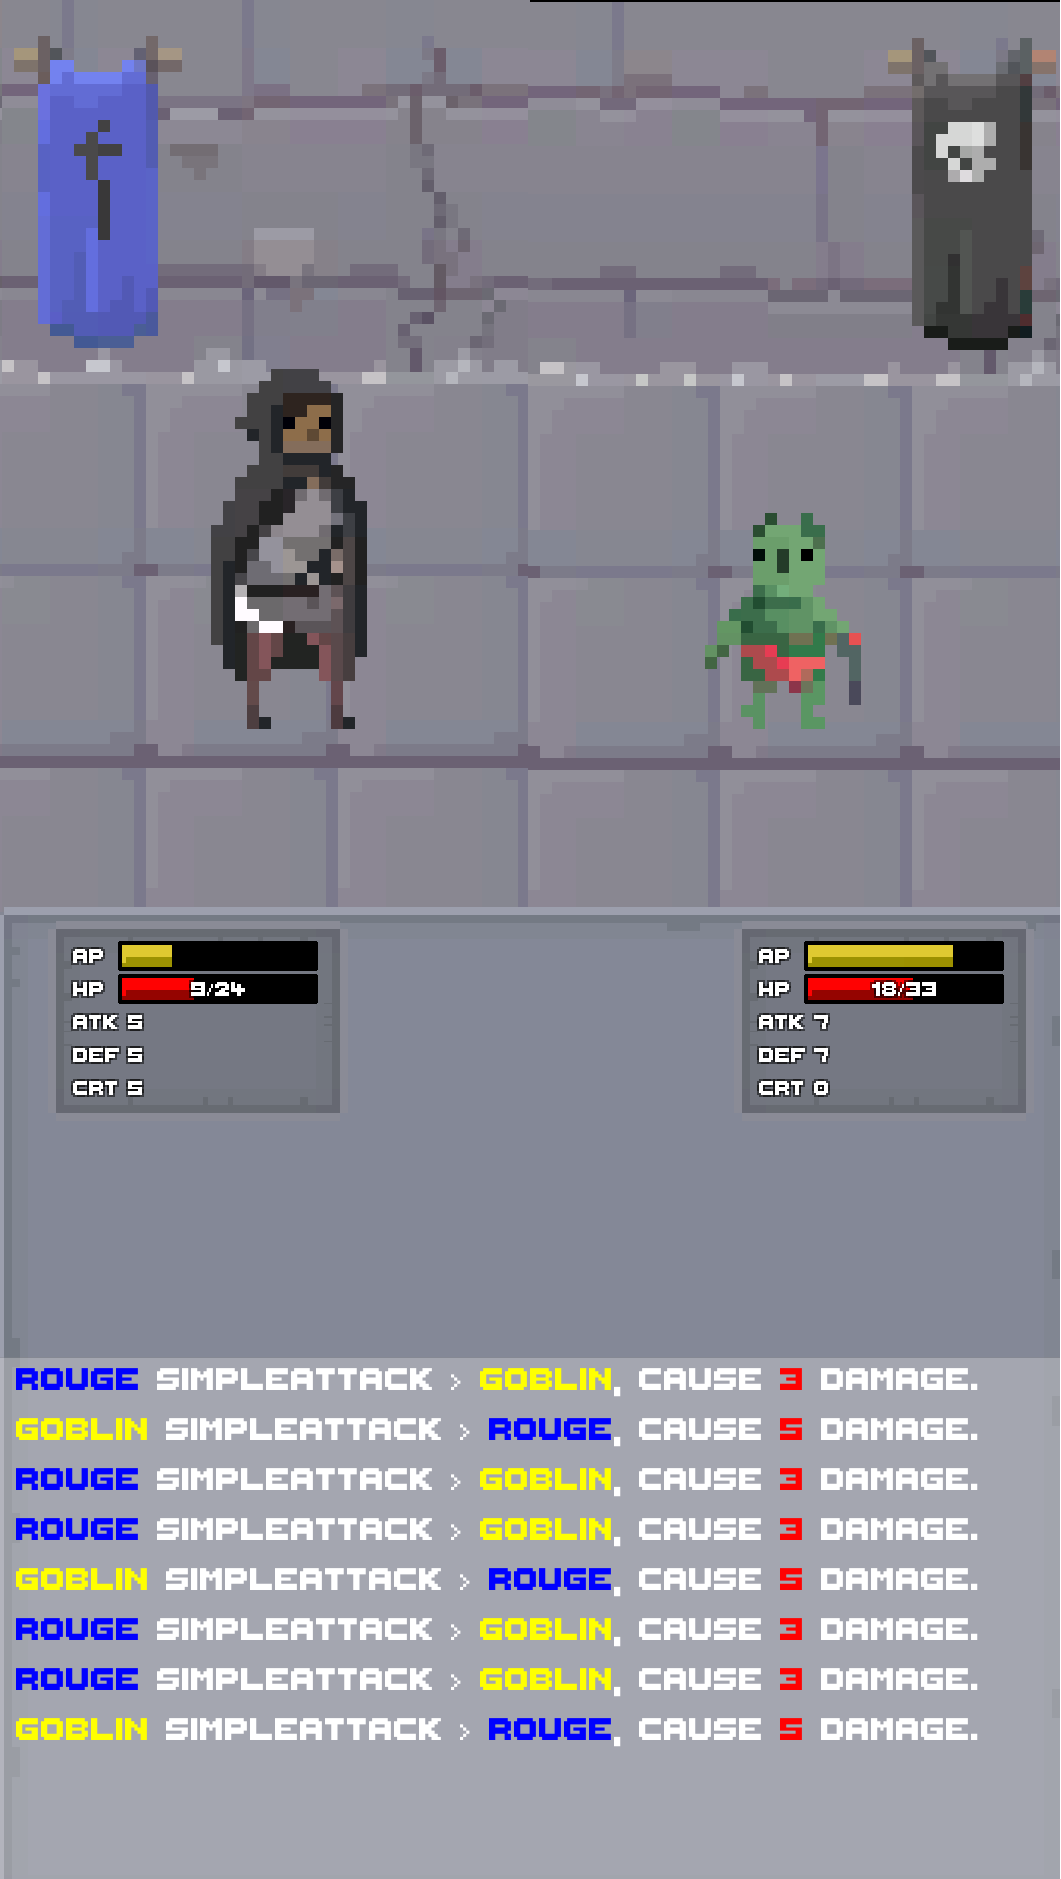 AP
HP 9/24
ATK 5
DEF 5
CRT 5
AP
HP 18/33
ATK 7
DEF 7
CRT 0
ROUGE SIMPLEATTACK > GOBLIN, CAUSE 3 DAMAGE.
GOBLIN SIMPLEATTACK > ROUGE, CAUSE 5 DAMAGE.
ROUGE SIMPLEATTACK > GOBLIN, CAUSE 3 DAMAGE.
ROUGE SIMPLEATTACK > GOBLIN, CAUSE 3 DAMAGE.
GOBLIN SIMPLEATTACK > ROUGE, CAUSE 5 DAMAGE.
ROUGE SIMPLEATTACK > GOBLIN, CAUSE 3 DAMAGE.
ROUGE SIMPLEATTACK > GOBLIN, CAUSE 3 DAMAGE.
GOBLIN SIMPLEATTACK > ROUGE, CAUSE 5 DAMAGE.